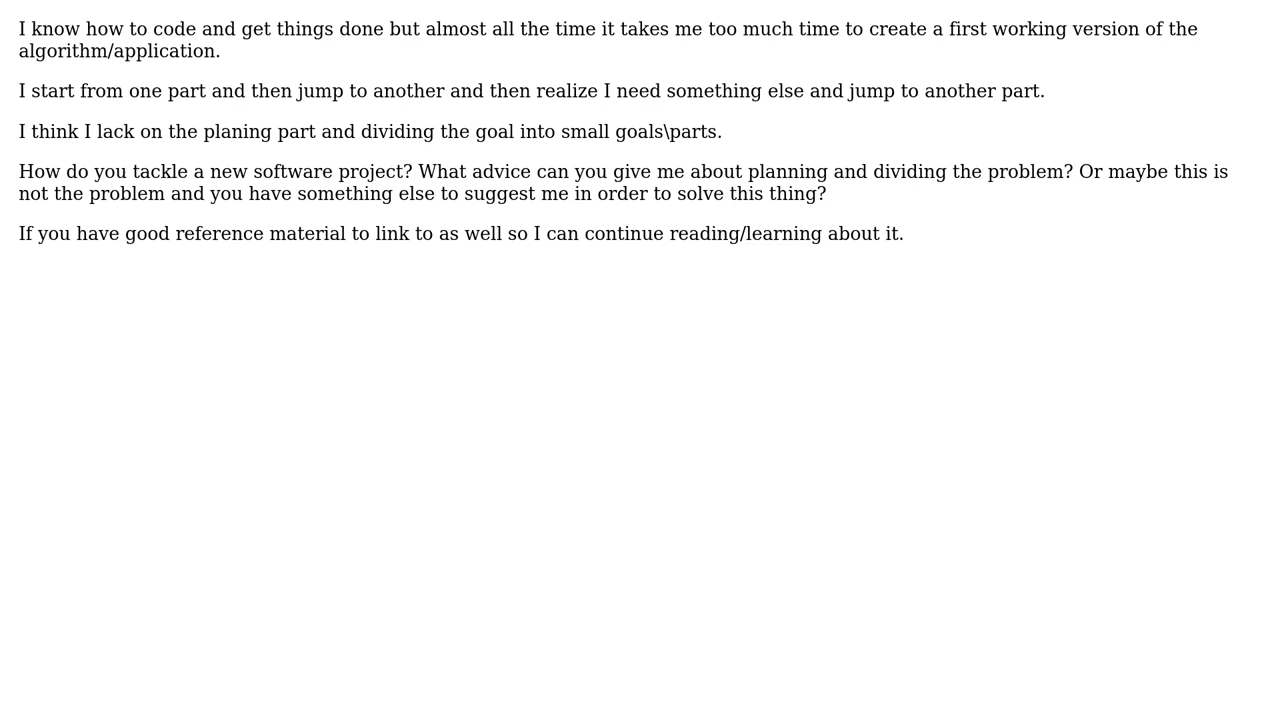 I know how to code and get things done but almost all the time it takes me too much time to create a first working version of the
algorithm/application.
I start from one part and then jump to another and then realize I need something else and jump to another part.
I think I lack on the planing part and dividing the goal into small goals\parts.
How do you tackle a new software project? What advice can you give me about planning and dividing the problem? Or maybe this is
not the problem and you have something else to suggest me in order to solve this thing?
If you have good reference material to link to as well so I can continue reading/learning about it.